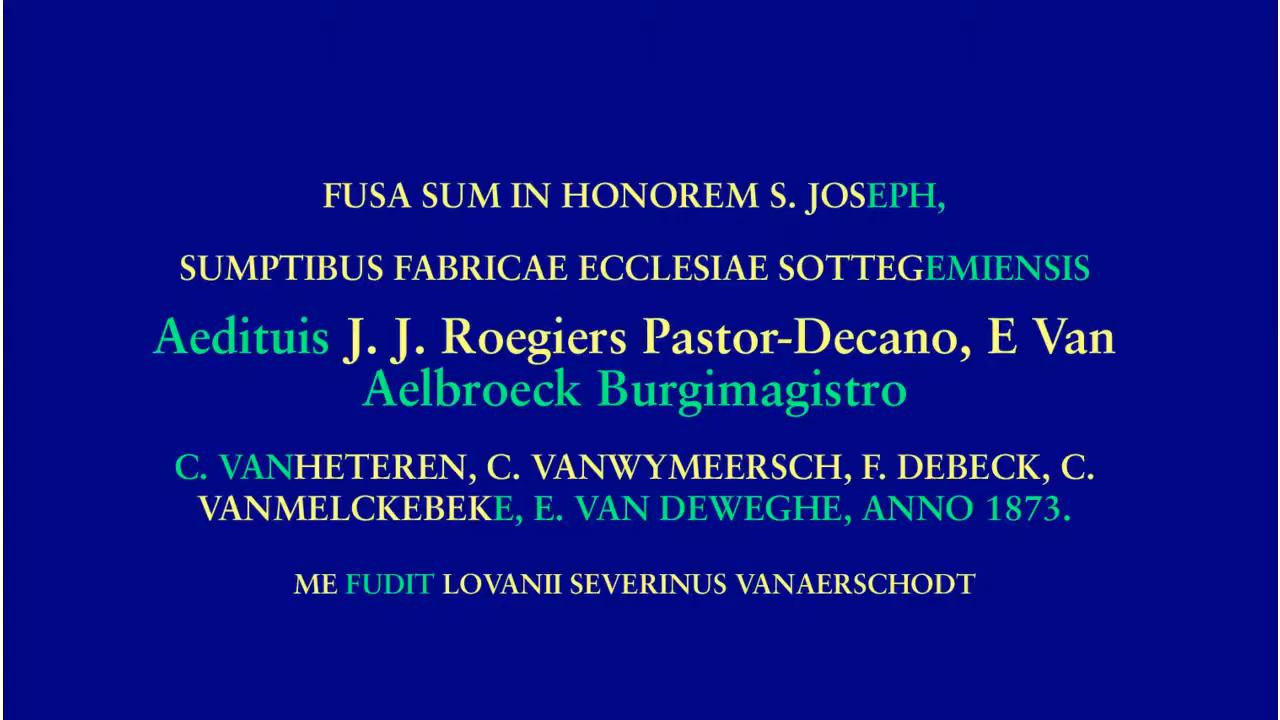 FUSA SUM IN HONOREM S. JOSEPH,
SUMPTIBUS FABRICAE ECCLESIAE SOTTEGEMIENSIS
Aedituis J. J. Roegiers Pastor-Decano, E Van
Aelbroeck Burgimagistro
C. VANHETEREN, C. VANWYMEERSCH, F. DEBECK, C.
VANMELCKEBEKE, E. VAN DEWEGHE, ANNO 1873.
ME FUDIT LOVANII SEVERINUS VANAERSCHODT